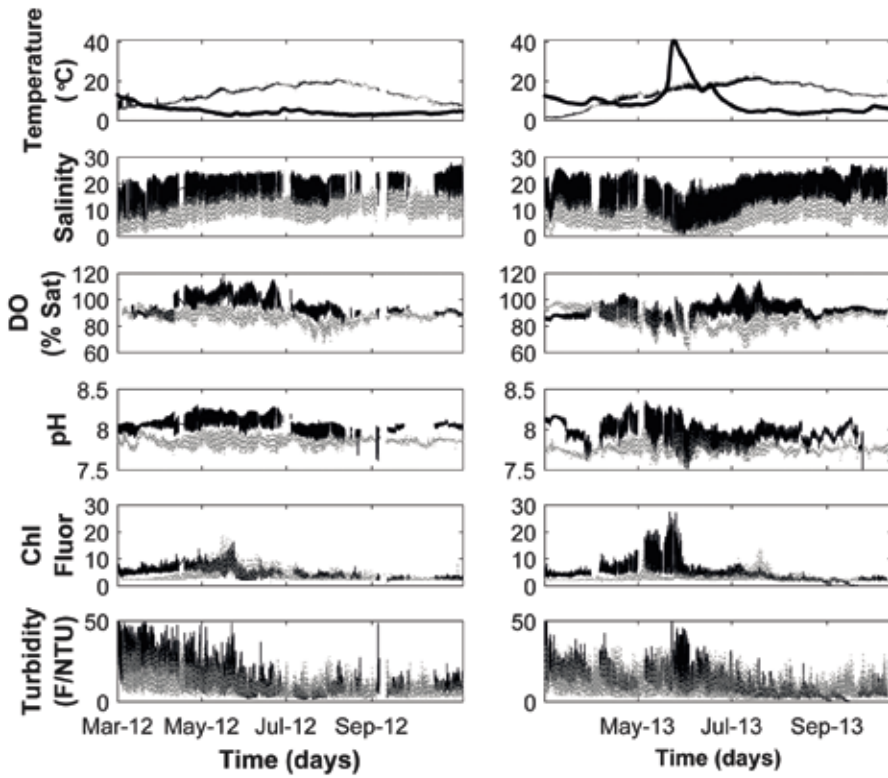 Temperature
(°C)
40
20
0
40
20
0
Salinity
30
20
10
0
30
20
10
0
DO
(% Sat)
120
100
80
60
120
100
80
60
pH
8.5
8
7.5
8.5
8
7.5
Chl
Fluor
30
20
10
0
30
20
10
0
Turbidity
(F/NTU)
50
0
50
0
Mar-12 May-12 Jul-12 Sep-12
May-13 Jul-13 Sep-13
Time (days)
Time (days)